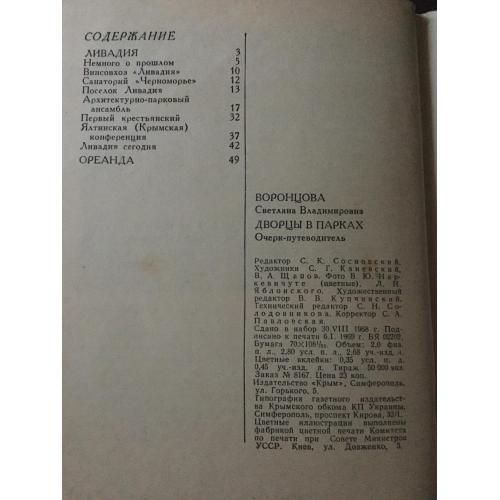 СОДЕРЖАНИЕ
ЛИВАДИЯ 3
Немного о прошлом 5
Винсовхоз «Ливадия» 10
Санаторий «Черноморье» 12
Поселок Ливадия 13
Архитектурно-парковый
ансамбль 17
Первый крестьянский 32
Ялтинская (Крымская)
конференция 37
Ливадия сегодня 42
ОРЕАНДА 49
ВОРОНЦОВА
Светлана Владимировна
ДВОРЦЫ В ПАРКАХ
Очерк-путеводитель
Редактор С. К. Сосновский.
Художники С. Г. Каневский,
В. А. Щапов. Фото В. Ю. Нар-
кевичуте (цветные), Л. И.
Яблонского. Художественный
редактор В. В. Купчинский.
Технический редактор С. Н. Со-
лодовникова. Корректор С. А.
Павловская.
Сдано в набор 30.VIII 1968 г. Под-
писано к печати 6.I. 1969 г. БЯ 02202.
Бумага 70×108¹/₃₂. Объем: 2,0 физ.
п. л., 2,80 усл. п. л., 2,68 уч.-изд. л.
Цветные вклейки: 0,35 усл. п. л.
0,45 уч.-изд. л. Тираж 50 000 экз.
Заказ № 8167. Цена 23 коп.
Издательство «Крым», Симферополь,
ул. Горького, 5.
Типография газетного издательст-
ва Крымского обкома КП Украины.
Симферополь, проспект Кирова, 32/1.
Цветные иллюстрации выполнены
фабрикой цветной печати Комитета
по печати при Совете Министров
УССР. Киев, ул. Довженко, 3.